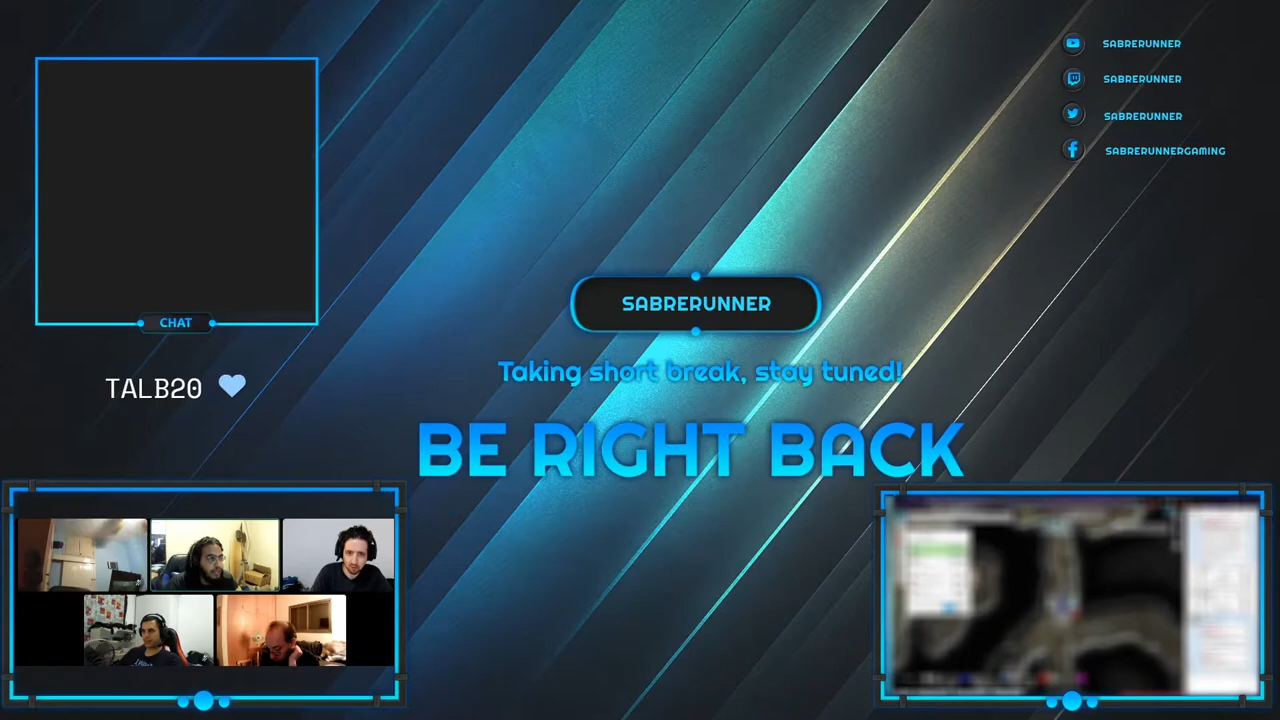 SABRERUNNER
SABRERUNNER
SABRERUNNER
SABRERUNNERGAMING
CHAT
TALB20
SABRERUNNER
Taking short break, stay tuned!
BE RIGHT BACK